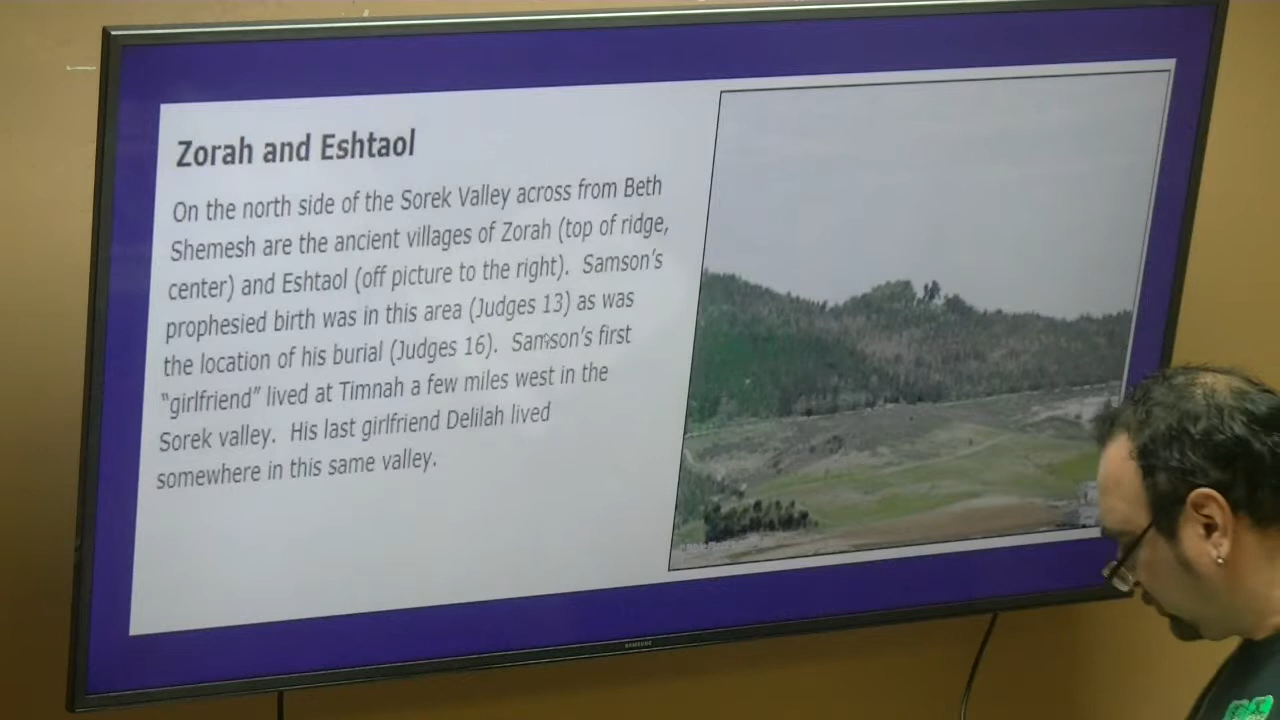 Zorah and Eshtaol
On the north side of the Sorek Valley across from Beth
Shemesh are the ancient villages of Zorah (top of ridge,
center) and Eshtaol (off picture to the right).  Samson's
prophesied birth was in this area (Judges 13) as was
the location of his burial (Judges 16).  Samson's first
"girlfriend" lived at Timnah a few miles west in the
Sorek valley.  His last girlfriend Delilah lived
somewhere in this same valley.
SAMSUNG